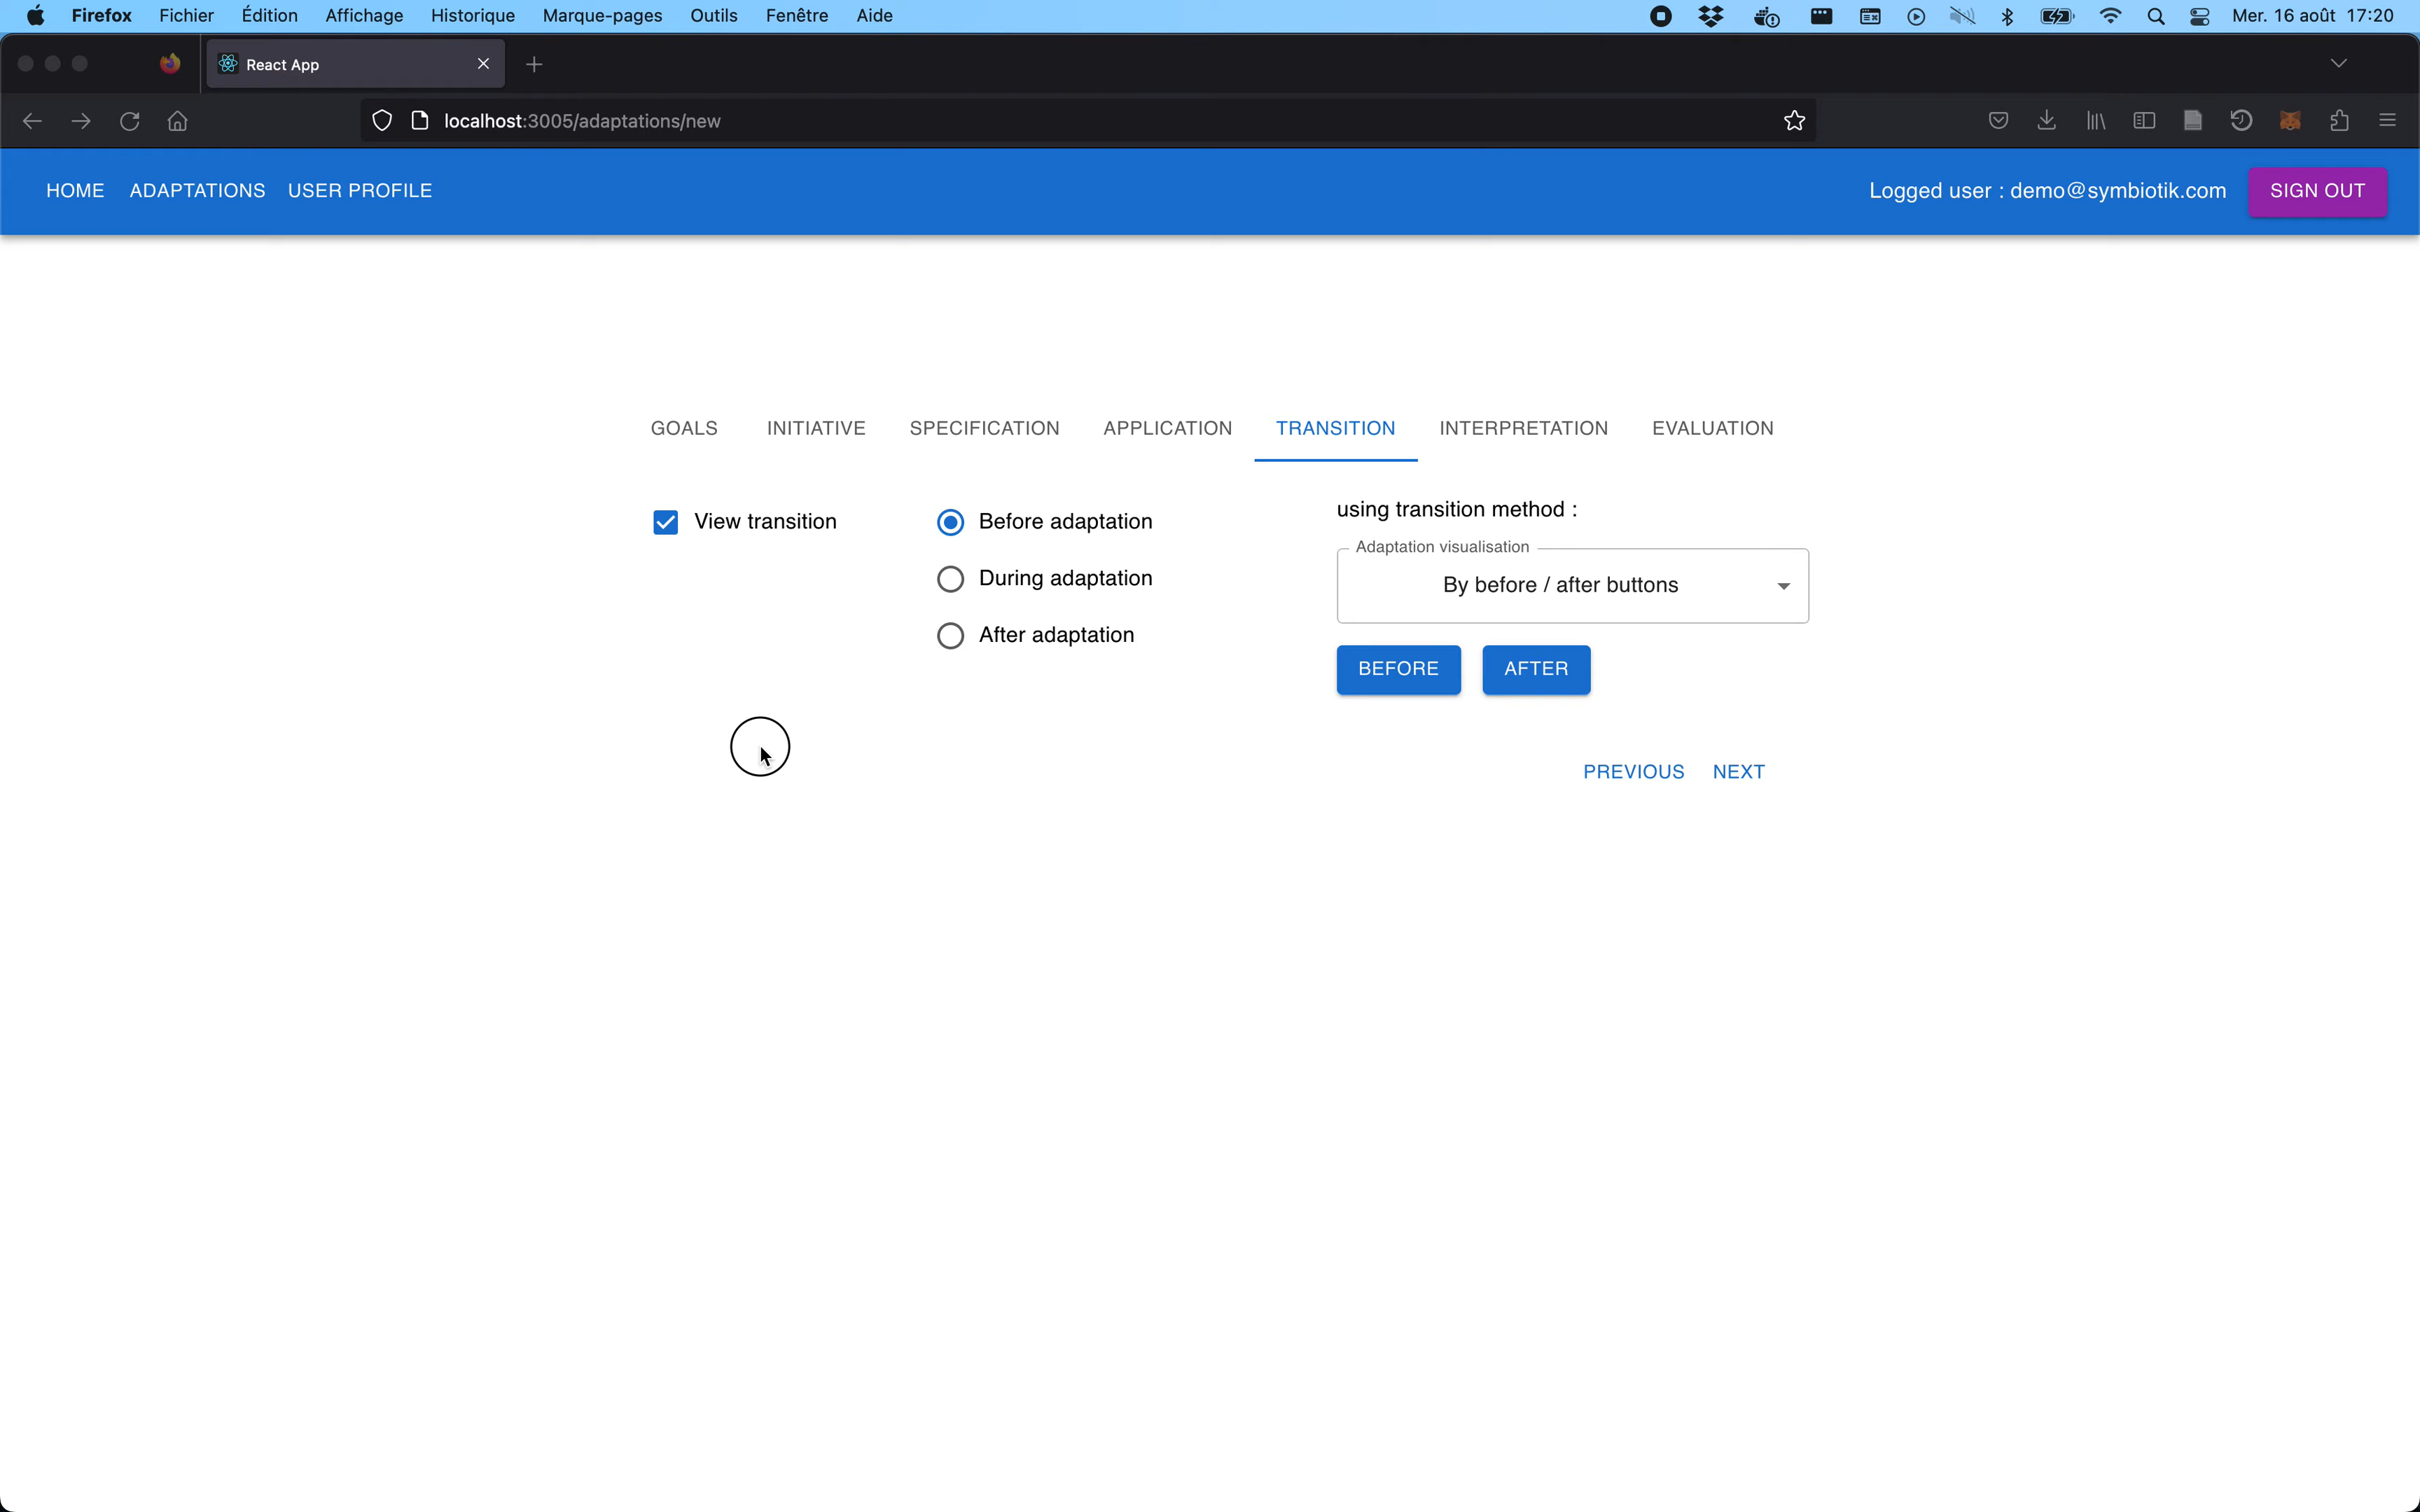 Firefox Fichier Édition Affichage Historique Marque-pages Outils Fenêtre Aide Mer. 16 août 17:20
React App
localhost:3005/adaptations/new
HOME ADAPTATIONS USER PROFILE Logged user : demo@symbiotik.com SIGN OUT
GOALS INITIATIVE SPECIFICATION APPLICATION TRANSITION INTERPRETATION EVALUATION
View transition
Before adaptation
During adaptation
After adaptation
using transition method :
Adaptation visualisation
By before / after buttons
BEFORE AFTER
PREVIOUS NEXT